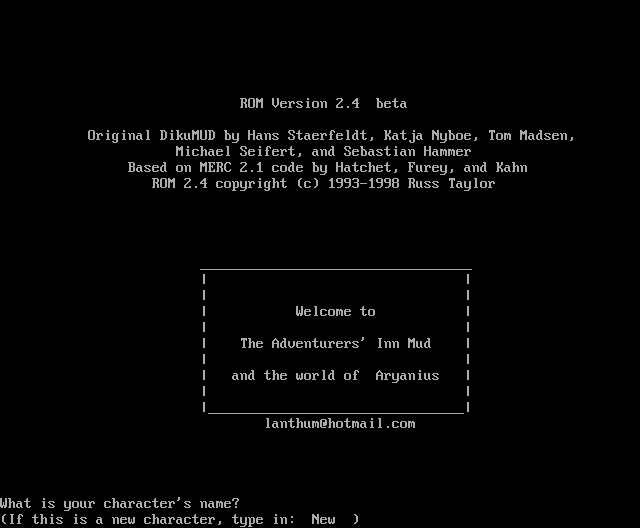 ROM Version 2.4 beta
Original DikuMUD by Hans Staerfeldt, Katja Nyboe, Tom Madsen,
Michael Seifert, and Sebastian Hammer
Based on MERC 2.1 code by Hatchet, Furey, and Kahn
ROM 2.4 copyright (c) 1993-1998 Russ Taylor
Welcome to
The Adventurers' Inn Mud
and the world of Aryanius
lanthum@hotmail.com
What is your character's name?
(If this is a new character, type in: New )